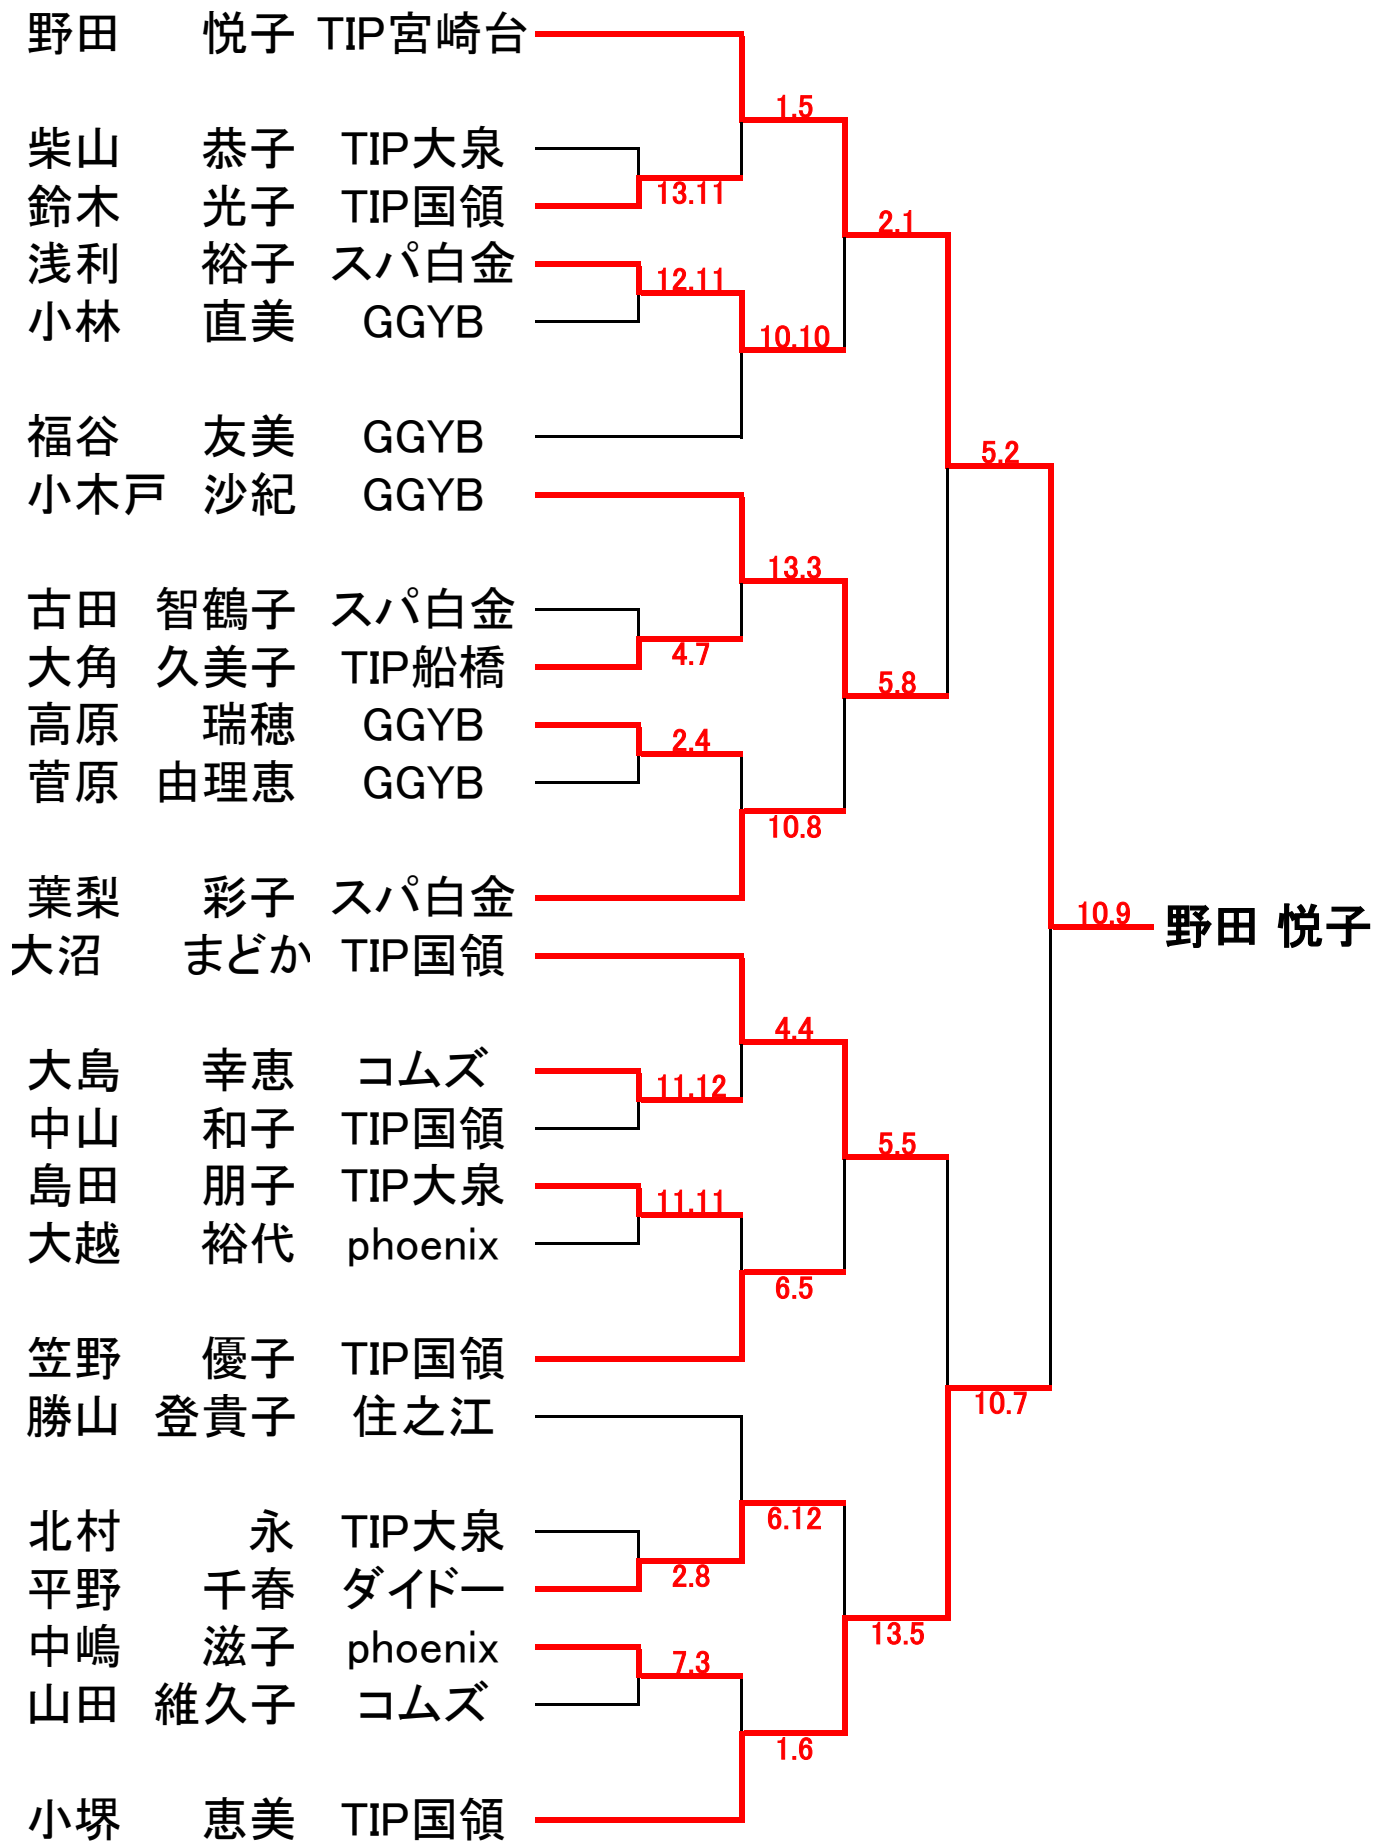 野田 悦子 TIP宮崎台
1.5
柴山 恭子 TIP大泉
13.11
鈴木 光子 TIP国領
2.1
浅利 裕子 スパ白金
12.11
小林 直美 GGYB
10.10
福谷 友美 GGYB
5.2
小木戸 沙紀 GGYB
13.3
古田 智鶴子 スパ白金
4.7
大角 久美子 TIP船橋
5.8
高原 瑞穂 GGYB
2.4
菅原 由理恵 GGYB
10.8
葉梨 彩子 スパ白金
10.9 野田 悦子
大沼 まどか TIP国領
4.4
大島 幸恵 コムズ
11.12
中山 和子 TIP国領
5.5
島田 朋子 TIP大泉
11.11
大越 裕代 phoenix
6.5
笠野 優子 TIP国領
10.7
勝山 登貴子 住之江
6.12
北村 永 TIP大泉
2.8
平野 千春 ダイドー
13.5
中嶋 滋子 phoenix
7.3
山田 維久子 コムズ
1.6
小堺 恵美 TIP国領